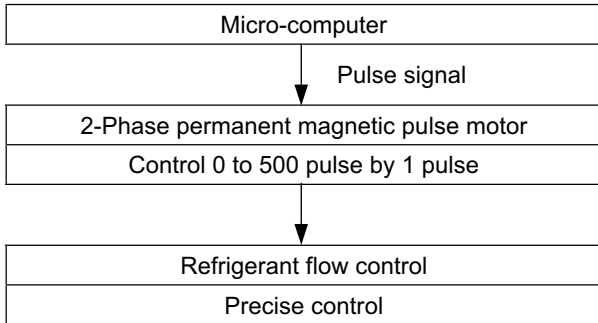 Micro-computer
Pulse signal
2-Phase permanent magnetic pulse motor
Control 0 to 500 pulse by 1 pulse
Refrigerant flow control
Precise control